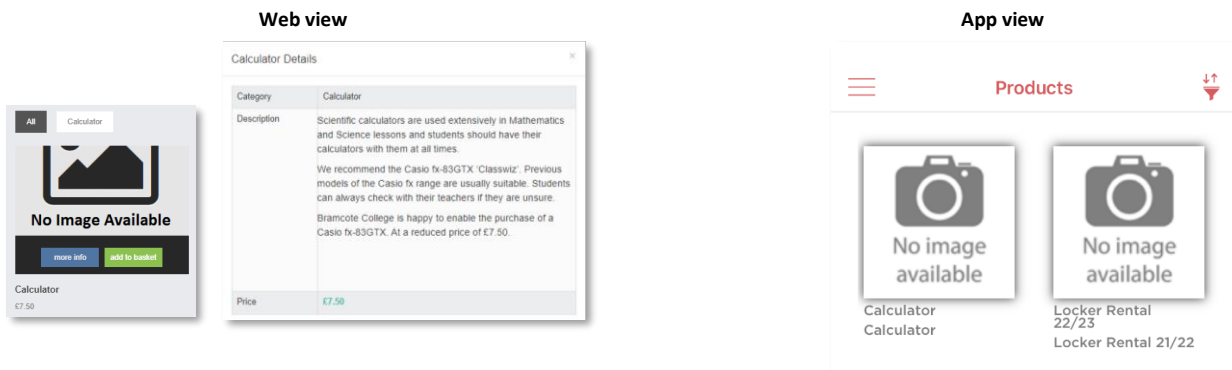 Web view
App view
All
Calculator
No Image Available
more info
add to basket
Calculator
£7.50
Calculator Details
×
Category
Calculator
Description
Scientific calculators are used extensively in Mathematics
and Science lessons and students should have their
calculators with them at all times.
We recommend the Casio fx-83GTX 'Classwiz'. Previous
models of the Casio fx range are usually suitable. Students
can always check with their teachers if they are unsure.
Bramcote College is happy to enable the purchase of a
Casio fx-83GTX. At a reduced price of £7.50.
Price
£7.50
Products
No image
available
Calculator
Calculator
No image
available
Locker Rental
22/23
Locker Rental 21/22